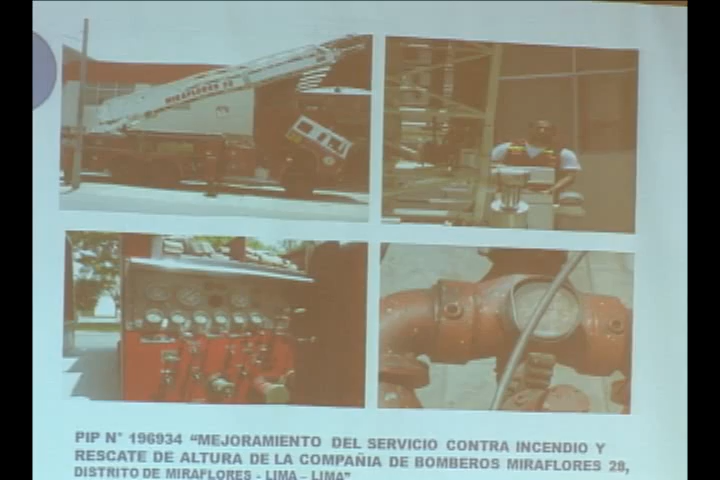 MIRAFLORES 28
PIP N° 196934 “MEJORAMIENTO DEL SERVICIO CONTRA INCENDIO Y
RESCATE DE ALTURA DE LA COMPAÑIA DE BOMBEROS MIRAFLORES 28,
DISTRITO DE MIRAFLORES - LIMA – LIMA”